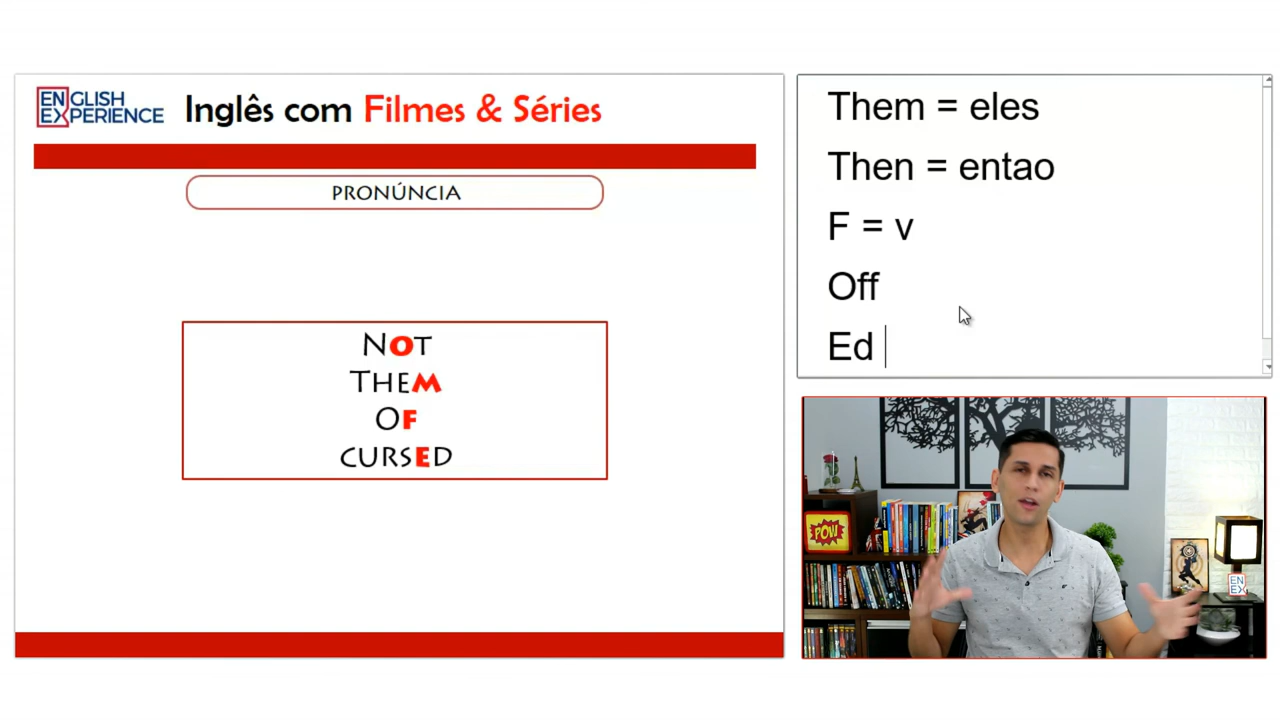 ENGLISH
EXPERIENCE
Inglês com Filmes & Séries
PRONÚNCIA
NOT
THEM
OF
CURSED
Them = eles
Then = entao
F = v
Off
Ed
POW
EN
EX